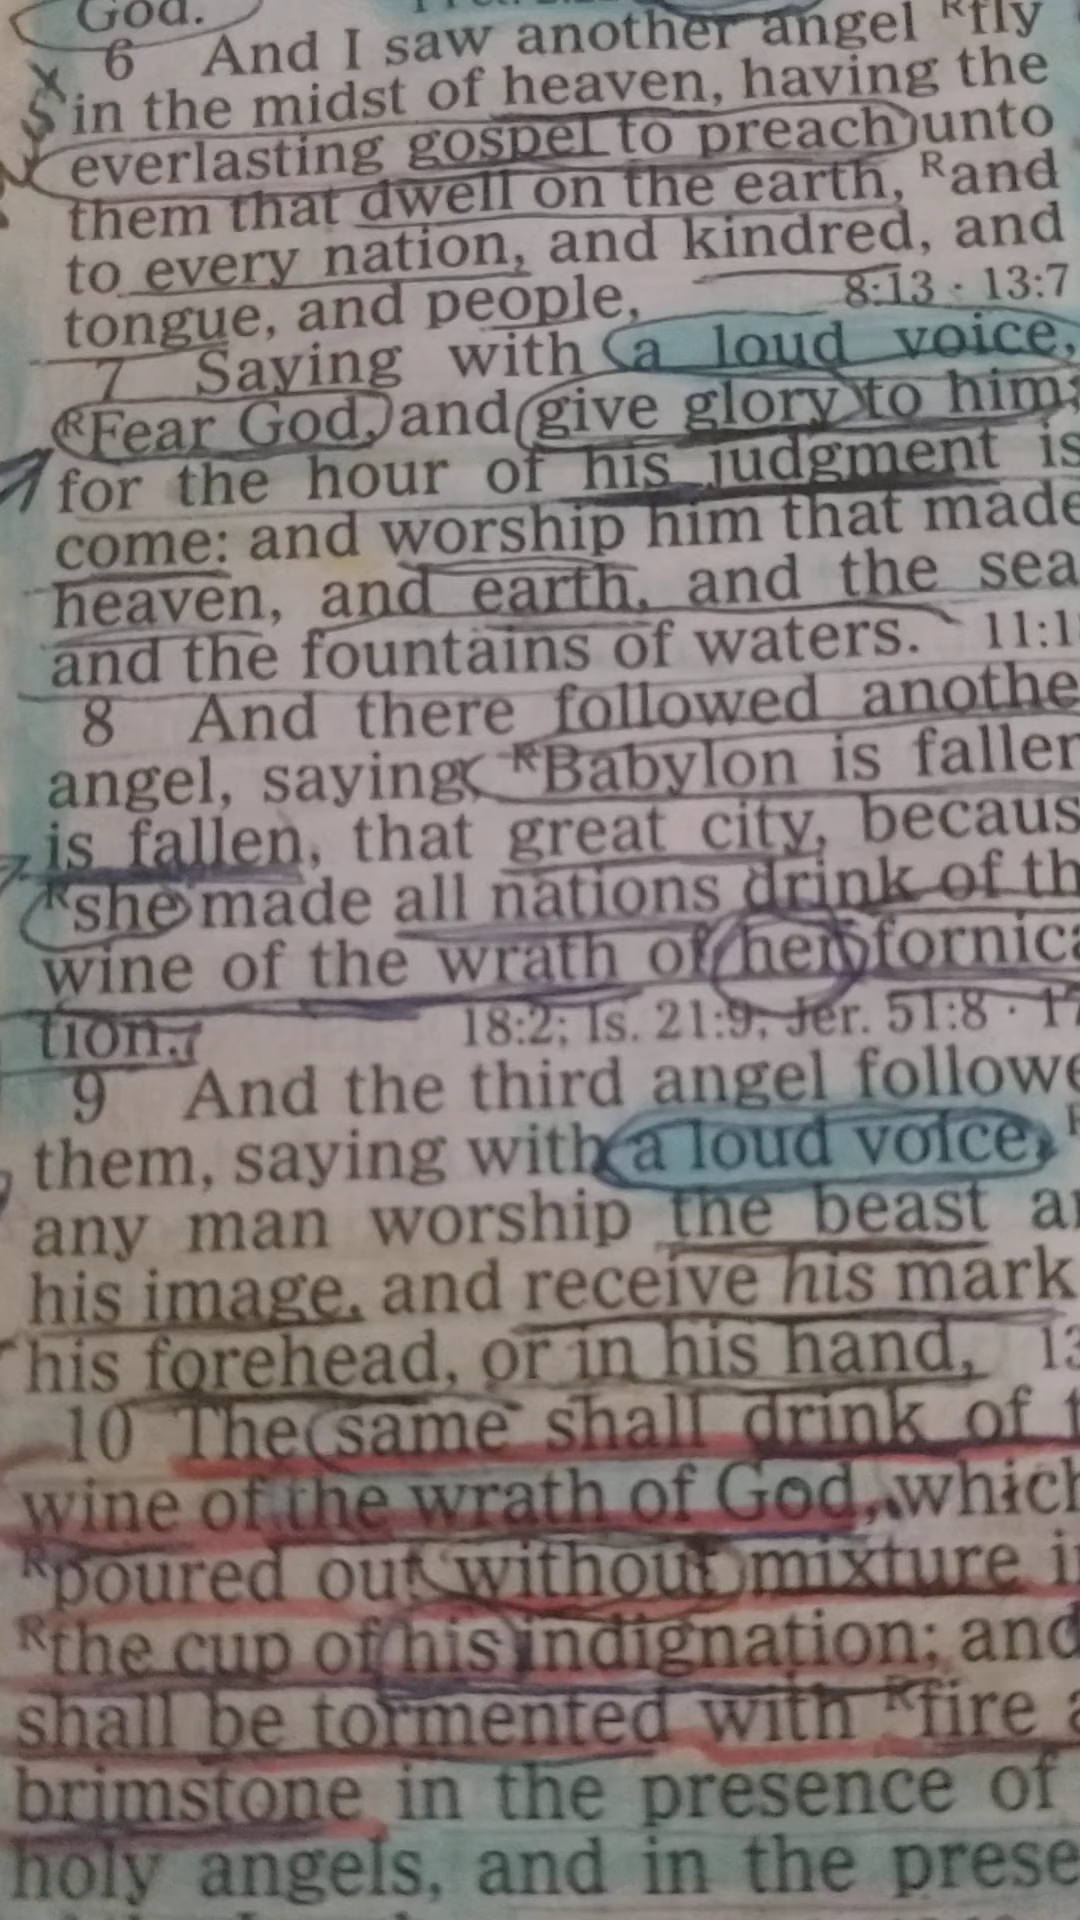 God.
6 And I saw another angel Rfly
in the midst of heaven, having the
everlasting gospel to preach unto
them that dwell on the earth, Rand
to every nation, and kindred, and
tongue, and people, 8:13 · 13:7
7 Saying with a loud voice,
RFear God, and give glory to him;
for the hour of his judgment is
come: and worship him that made
heaven, and earth, and the sea
and the fountains of waters. 11:1
8 And there followed anothe
angel, saying, RBabylon is fallen
is fallen, that great city, becaus
Rshe made all nations drink of th
wine of the wrath of her fornica
tion. 18:2; Is. 21:9; Jer. 51:8 · 17
9 And the third angel followe
them, saying with a loud voice,
any man worship the beast a
his image, and receive his mark
his forehead, or in his hand, 13
10 The same shall drink of t
wine of the wrath of God, which
Rpoured out without mixture i
Rthe cup of his indignation; and
shall be tormented with Rfire a
brimstone in the presence of
holy angels, and in the prese